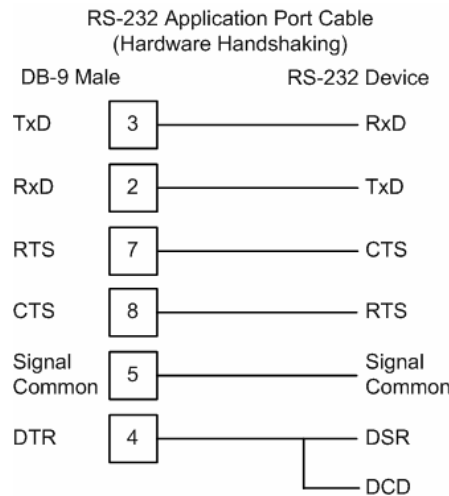 RS-232 Application Port Cable
(Hardware Handshaking)
DB-9 Male RS-232 Device
TxD 3 RxD
RxD 2 TxD
RTS 7 CTS
CTS 8 RTS
Signal Common 5 Signal Common
DTR 4 DSR
DCD